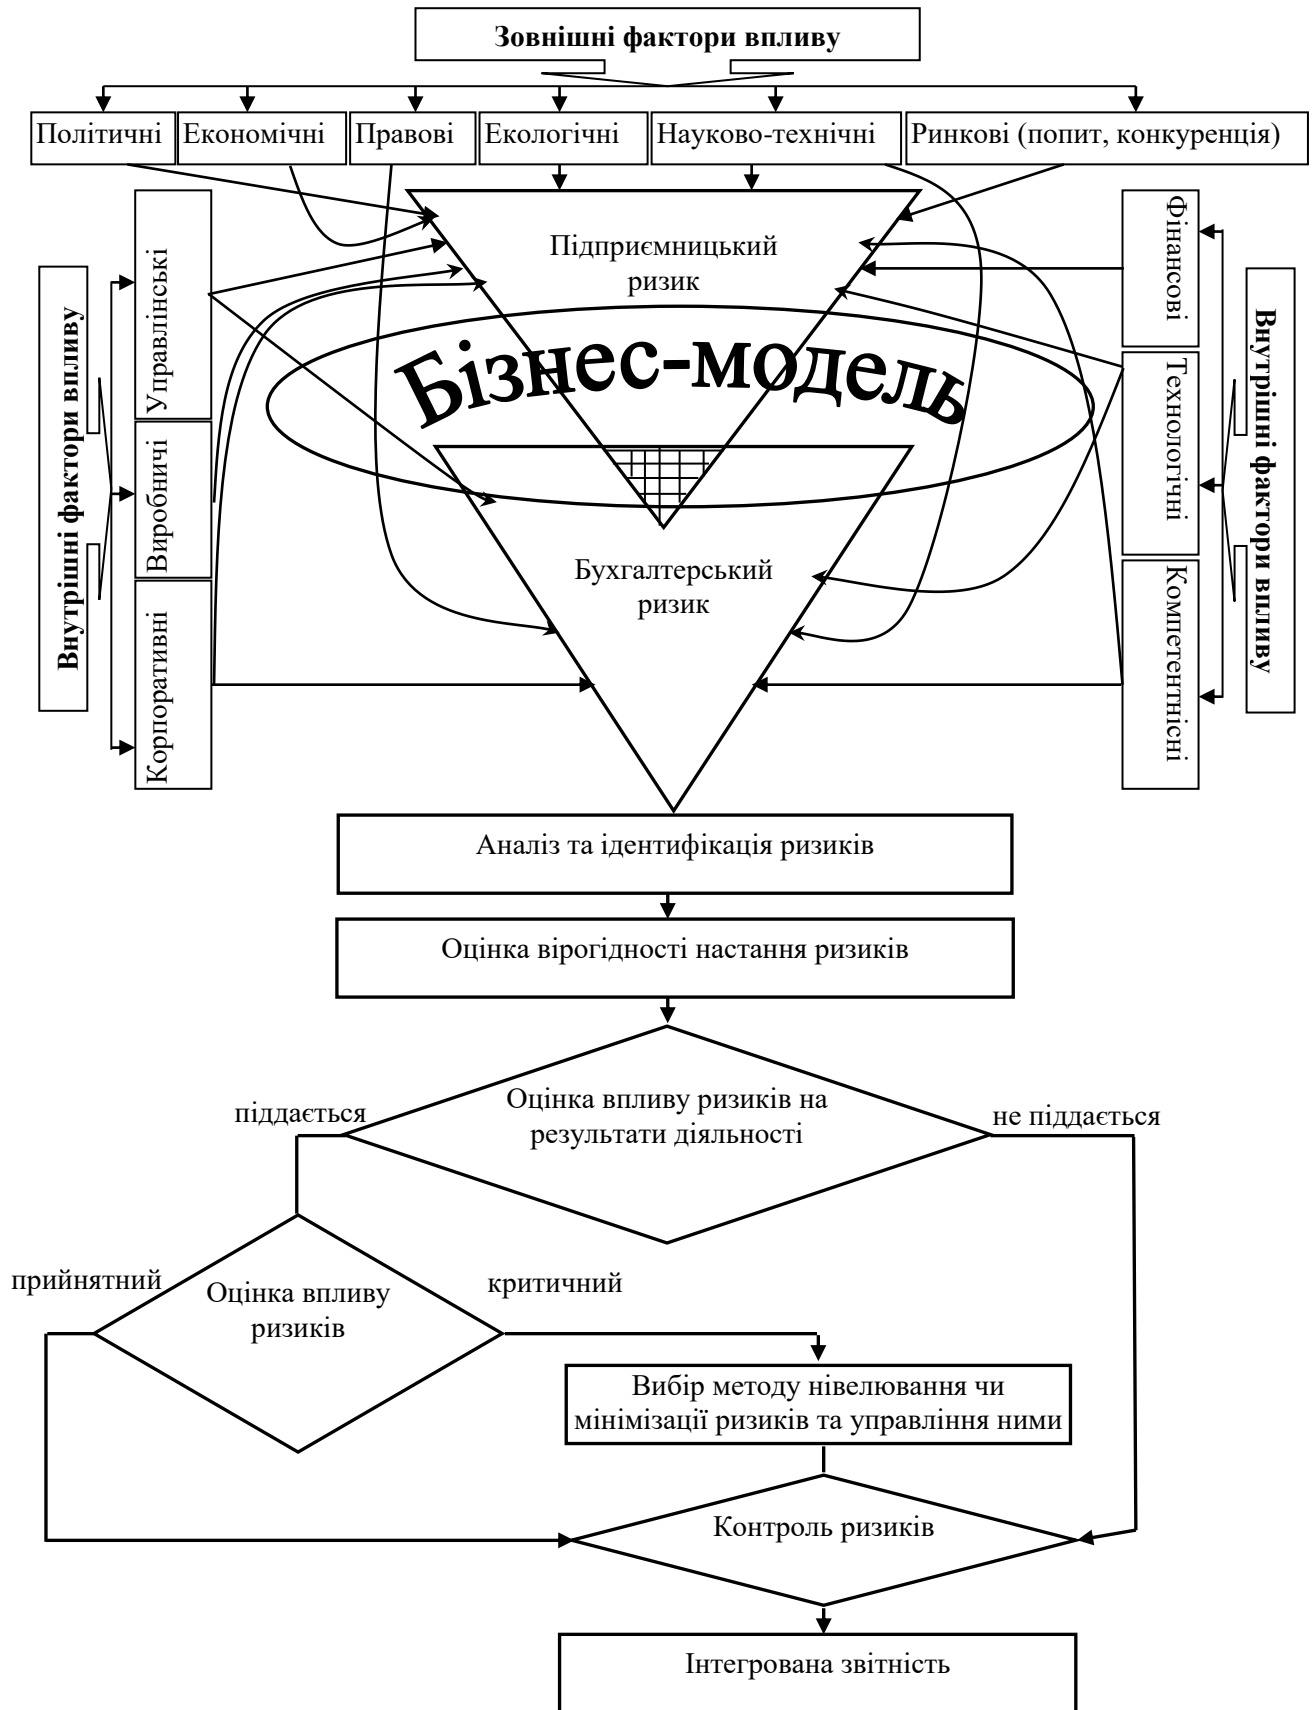 Зовнішні фактори впливу
Політичні
Економічні
Правові
Екологічні
Науково-технічні
Ринкові (попит, конкуренція)
Внутрішні фактори впливу
Управлінські
Виробничі
Корпоративні
Підприємницький
ризик
Бізнес-модель
Бухгалтерський
ризик
Фінансові
Технологічні
Компетентнісні
Внутрішні фактори впливу
Аналіз та ідентифікація ризиків
Оцінка вірогідності настання ризиків
піддається
Оцінка впливу ризиків на
результати діяльності
не піддається
прийнятний
Оцінка впливу
ризиків
критичний
Вибір методу нівелювання чи
мінімізації ризиків та управління ними
Контроль ризиків
Інтегрована звітність